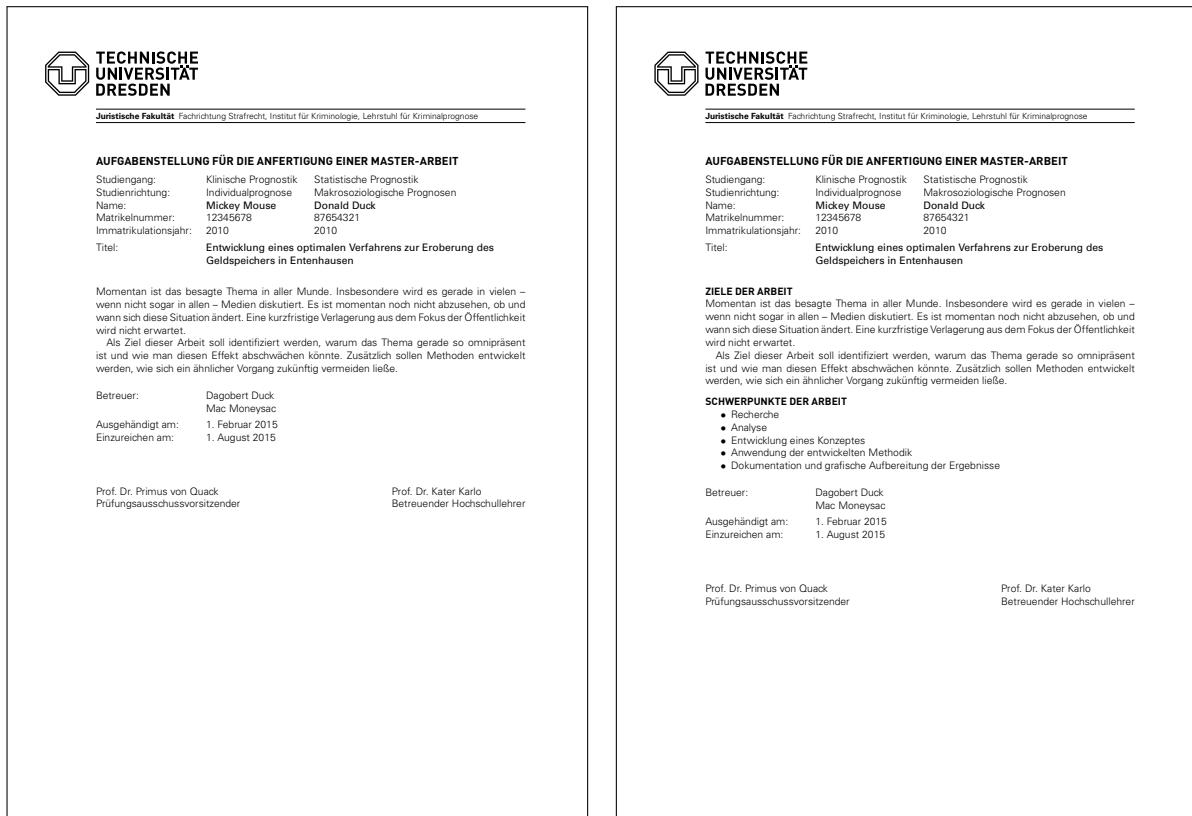 TECHNISCHE
UNIVERSITÄT
DRESDEN
Juristische Fakultät Fachrichtung Strafrecht, Institut für Kriminologie, Lehrstuhl für Kriminalprognose
AUFGABENSTELLUNG FÜR DIE ANFERTIGUNG EINER MASTER-ARBEIT
Studiengang: Klinische Prognostik Statistische Prognostik
Studienrichtung: Individualprognose Makrosoziologische Prognosen
Name: Mickey Mouse Donald Duck
Matrikelnummer: 12345678 87654321
Immatrikulationsjahr: 2010 2010
Titel: Entwicklung eines optimalen Verfahrens zur Eroberung des
Geldspeichers in Entenhausen
Momentan ist das besagte Thema in aller Munde. Insbesondere wird es gerade in vielen –
wenn nicht sogar in allen – Medien diskutiert. Es ist momentan noch nicht abzusehen, ob und
wann sich diese Situation ändert. Eine kurzfristige Verlagerung aus dem Fokus der Öffentlichkeit
wird nicht erwartet.
Als Ziel dieser Arbeit soll identifiziert werden, warum das Thema gerade so omnipräsent
ist und wie man diesen Effekt abschwächen könnte. Zusätzlich sollen Methoden entwickelt
werden, wie sich ein ähnlicher Vorgang zukünftig vermeiden ließe.
Betreuer: Dagobert Duck
Mac Moneysac
Ausgehändigt am: 1. Februar 2015
Einzureichen am: 1. August 2015
Prof. Dr. Primus von Quack Prof. Dr. Kater Karlo
Prüfungsausschussvorsitzender Betreuender Hochschullehrer
TECHNISCHE
UNIVERSITÄT
DRESDEN
Juristische Fakultät Fachrichtung Strafrecht, Institut für Kriminologie, Lehrstuhl für Kriminalprognose
AUFGABENSTELLUNG FÜR DIE ANFERTIGUNG EINER MASTER-ARBEIT
Studiengang: Klinische Prognostik Statistische Prognostik
Studienrichtung: Individualprognose Makrosoziologische Prognosen
Name: Mickey Mouse Donald Duck
Matrikelnummer: 12345678 87654321
Immatrikulationsjahr: 2010 2010
Titel: Entwicklung eines optimalen Verfahrens zur Eroberung des
Geldspeichers in Entenhausen
ZIELE DER ARBEIT
Momentan ist das besagte Thema in aller Munde. Insbesondere wird es gerade in vielen –
wenn nicht sogar in allen – Medien diskutiert. Es ist momentan noch nicht abzusehen, ob und
wann sich diese Situation ändert. Eine kurzfristige Verlagerung aus dem Fokus der Öffentlichkeit
wird nicht erwartet.
Als Ziel dieser Arbeit soll identifiziert werden, warum das Thema gerade so omnipräsent
ist und wie man diesen Effekt abschwächen könnte. Zusätzlich sollen Methoden entwickelt
werden, wie sich ein ähnlicher Vorgang zukünftig vermeiden ließe.
SCHWERPUNKTE DER ARBEIT
• Recherche
• Analyse
• Entwicklung eines Konzeptes
• Anwendung der entwickelten Methodik
• Dokumentation und grafische Aufbereitung der Ergebnisse
Betreuer: Dagobert Duck
Mac Moneysac
Ausgehändigt am: 1. Februar 2015
Einzureichen am: 1. August 2015
Prof. Dr. Primus von Quack Prof. Dr. Kater Karlo
Prüfungsausschussvorsitzender Betreuender Hochschullehrer